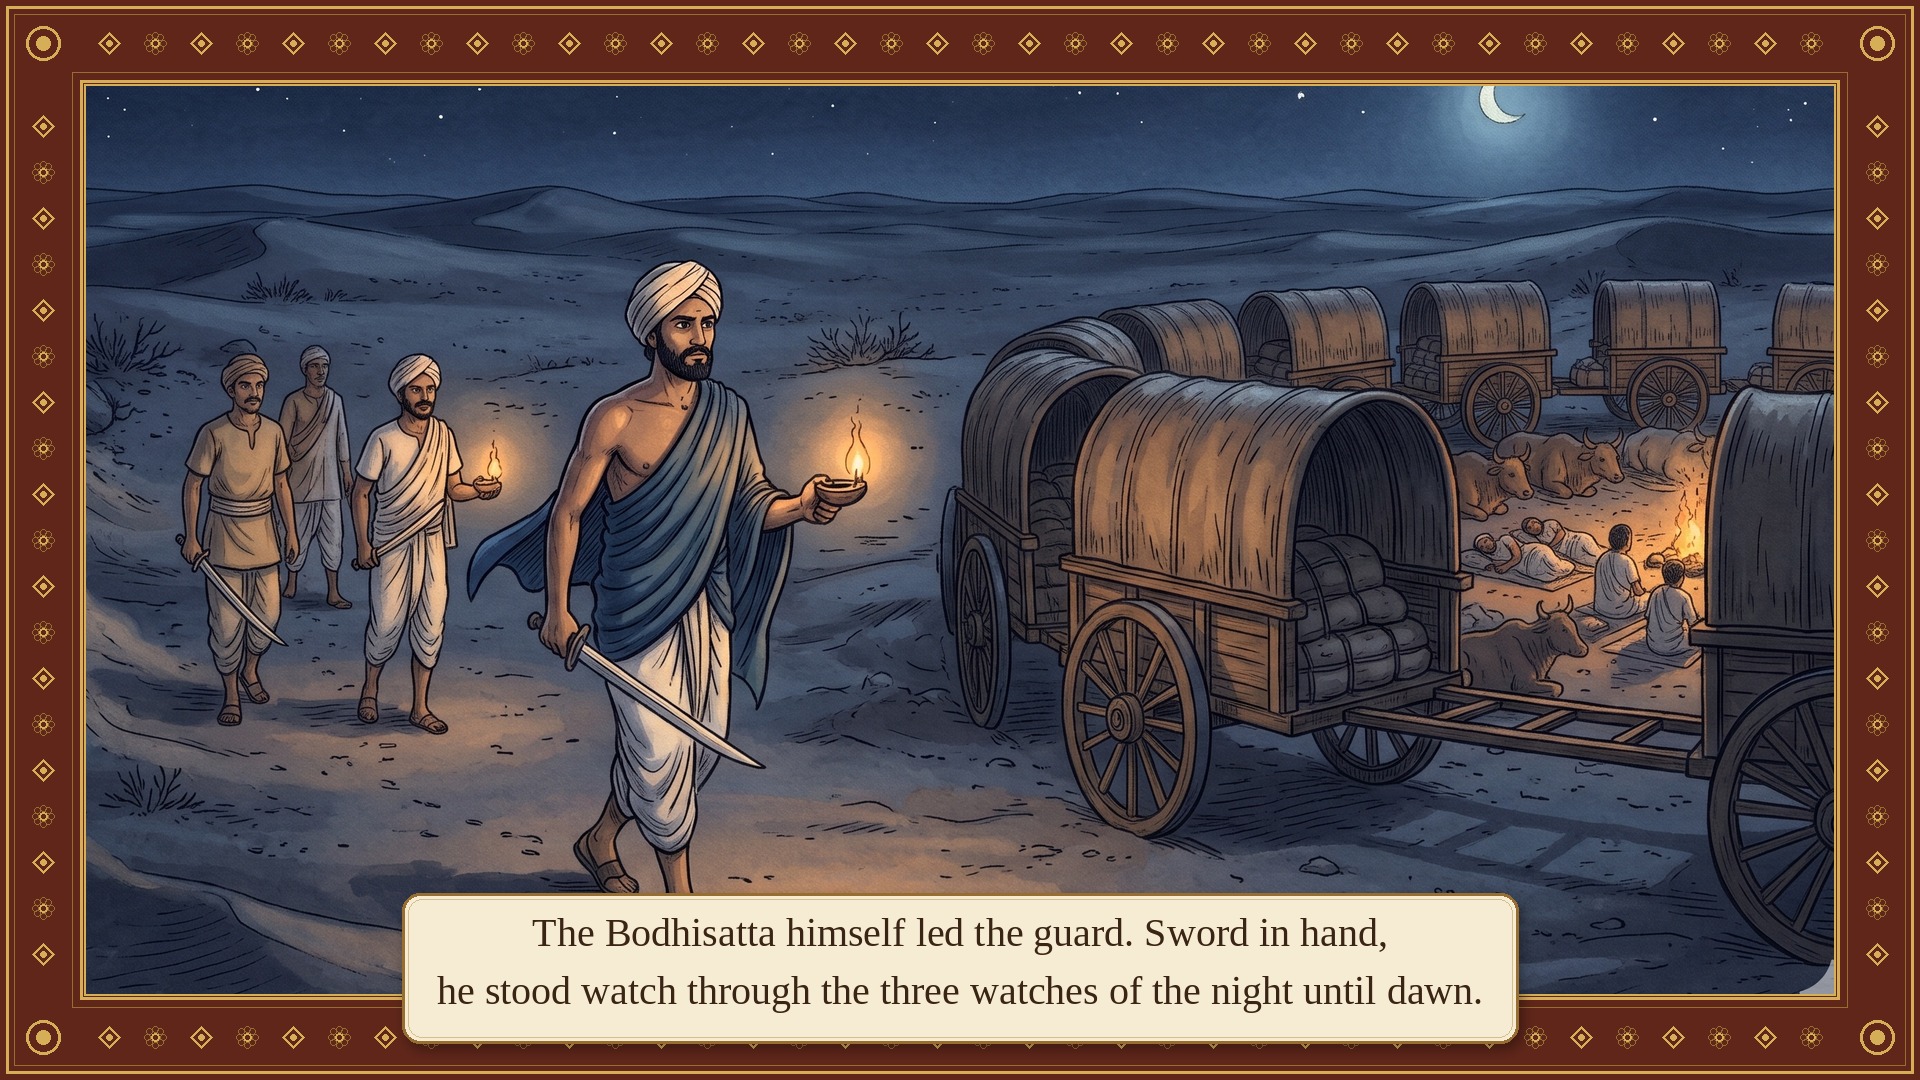 The Bodhisatta himself led the guard. Sword in hand,
he stood watch through the three watches of the night until dawn.